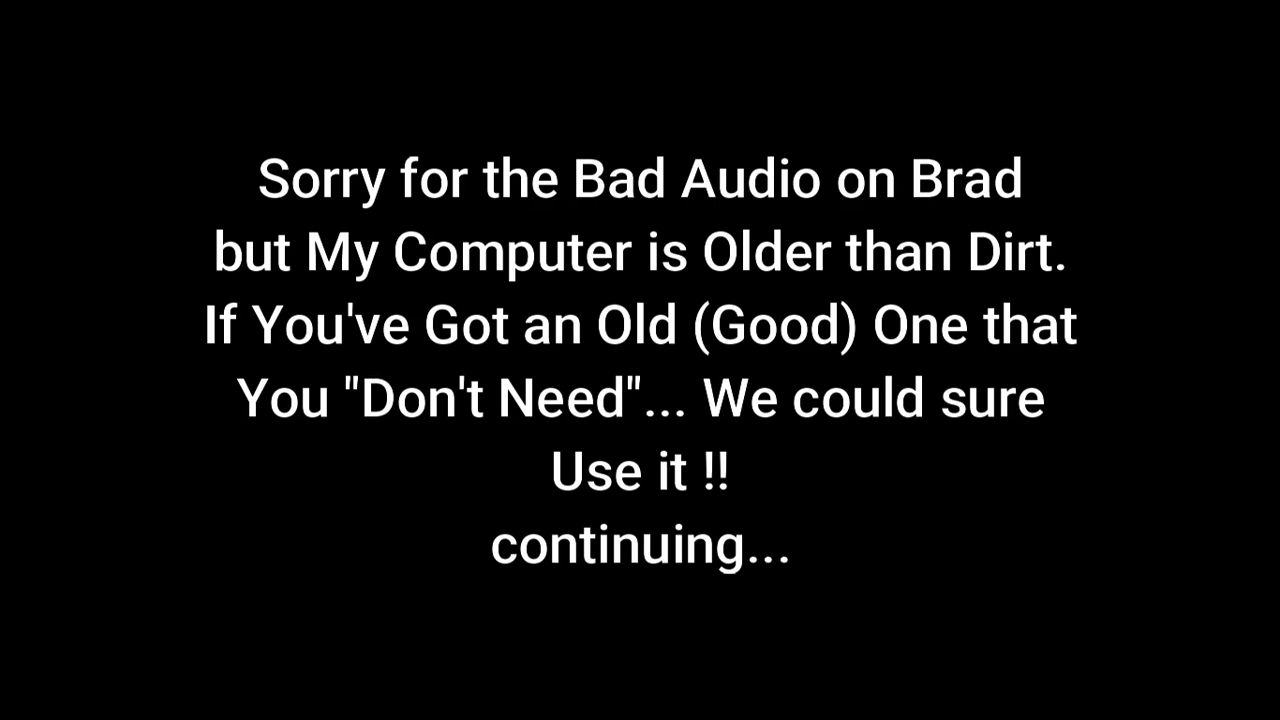 Sorry for the Bad Audio on Brad
but My Computer is Older than Dirt.
If You've Got an Old (Good) One that
You "Don't Need"... We could sure
Use it !!
continuing...